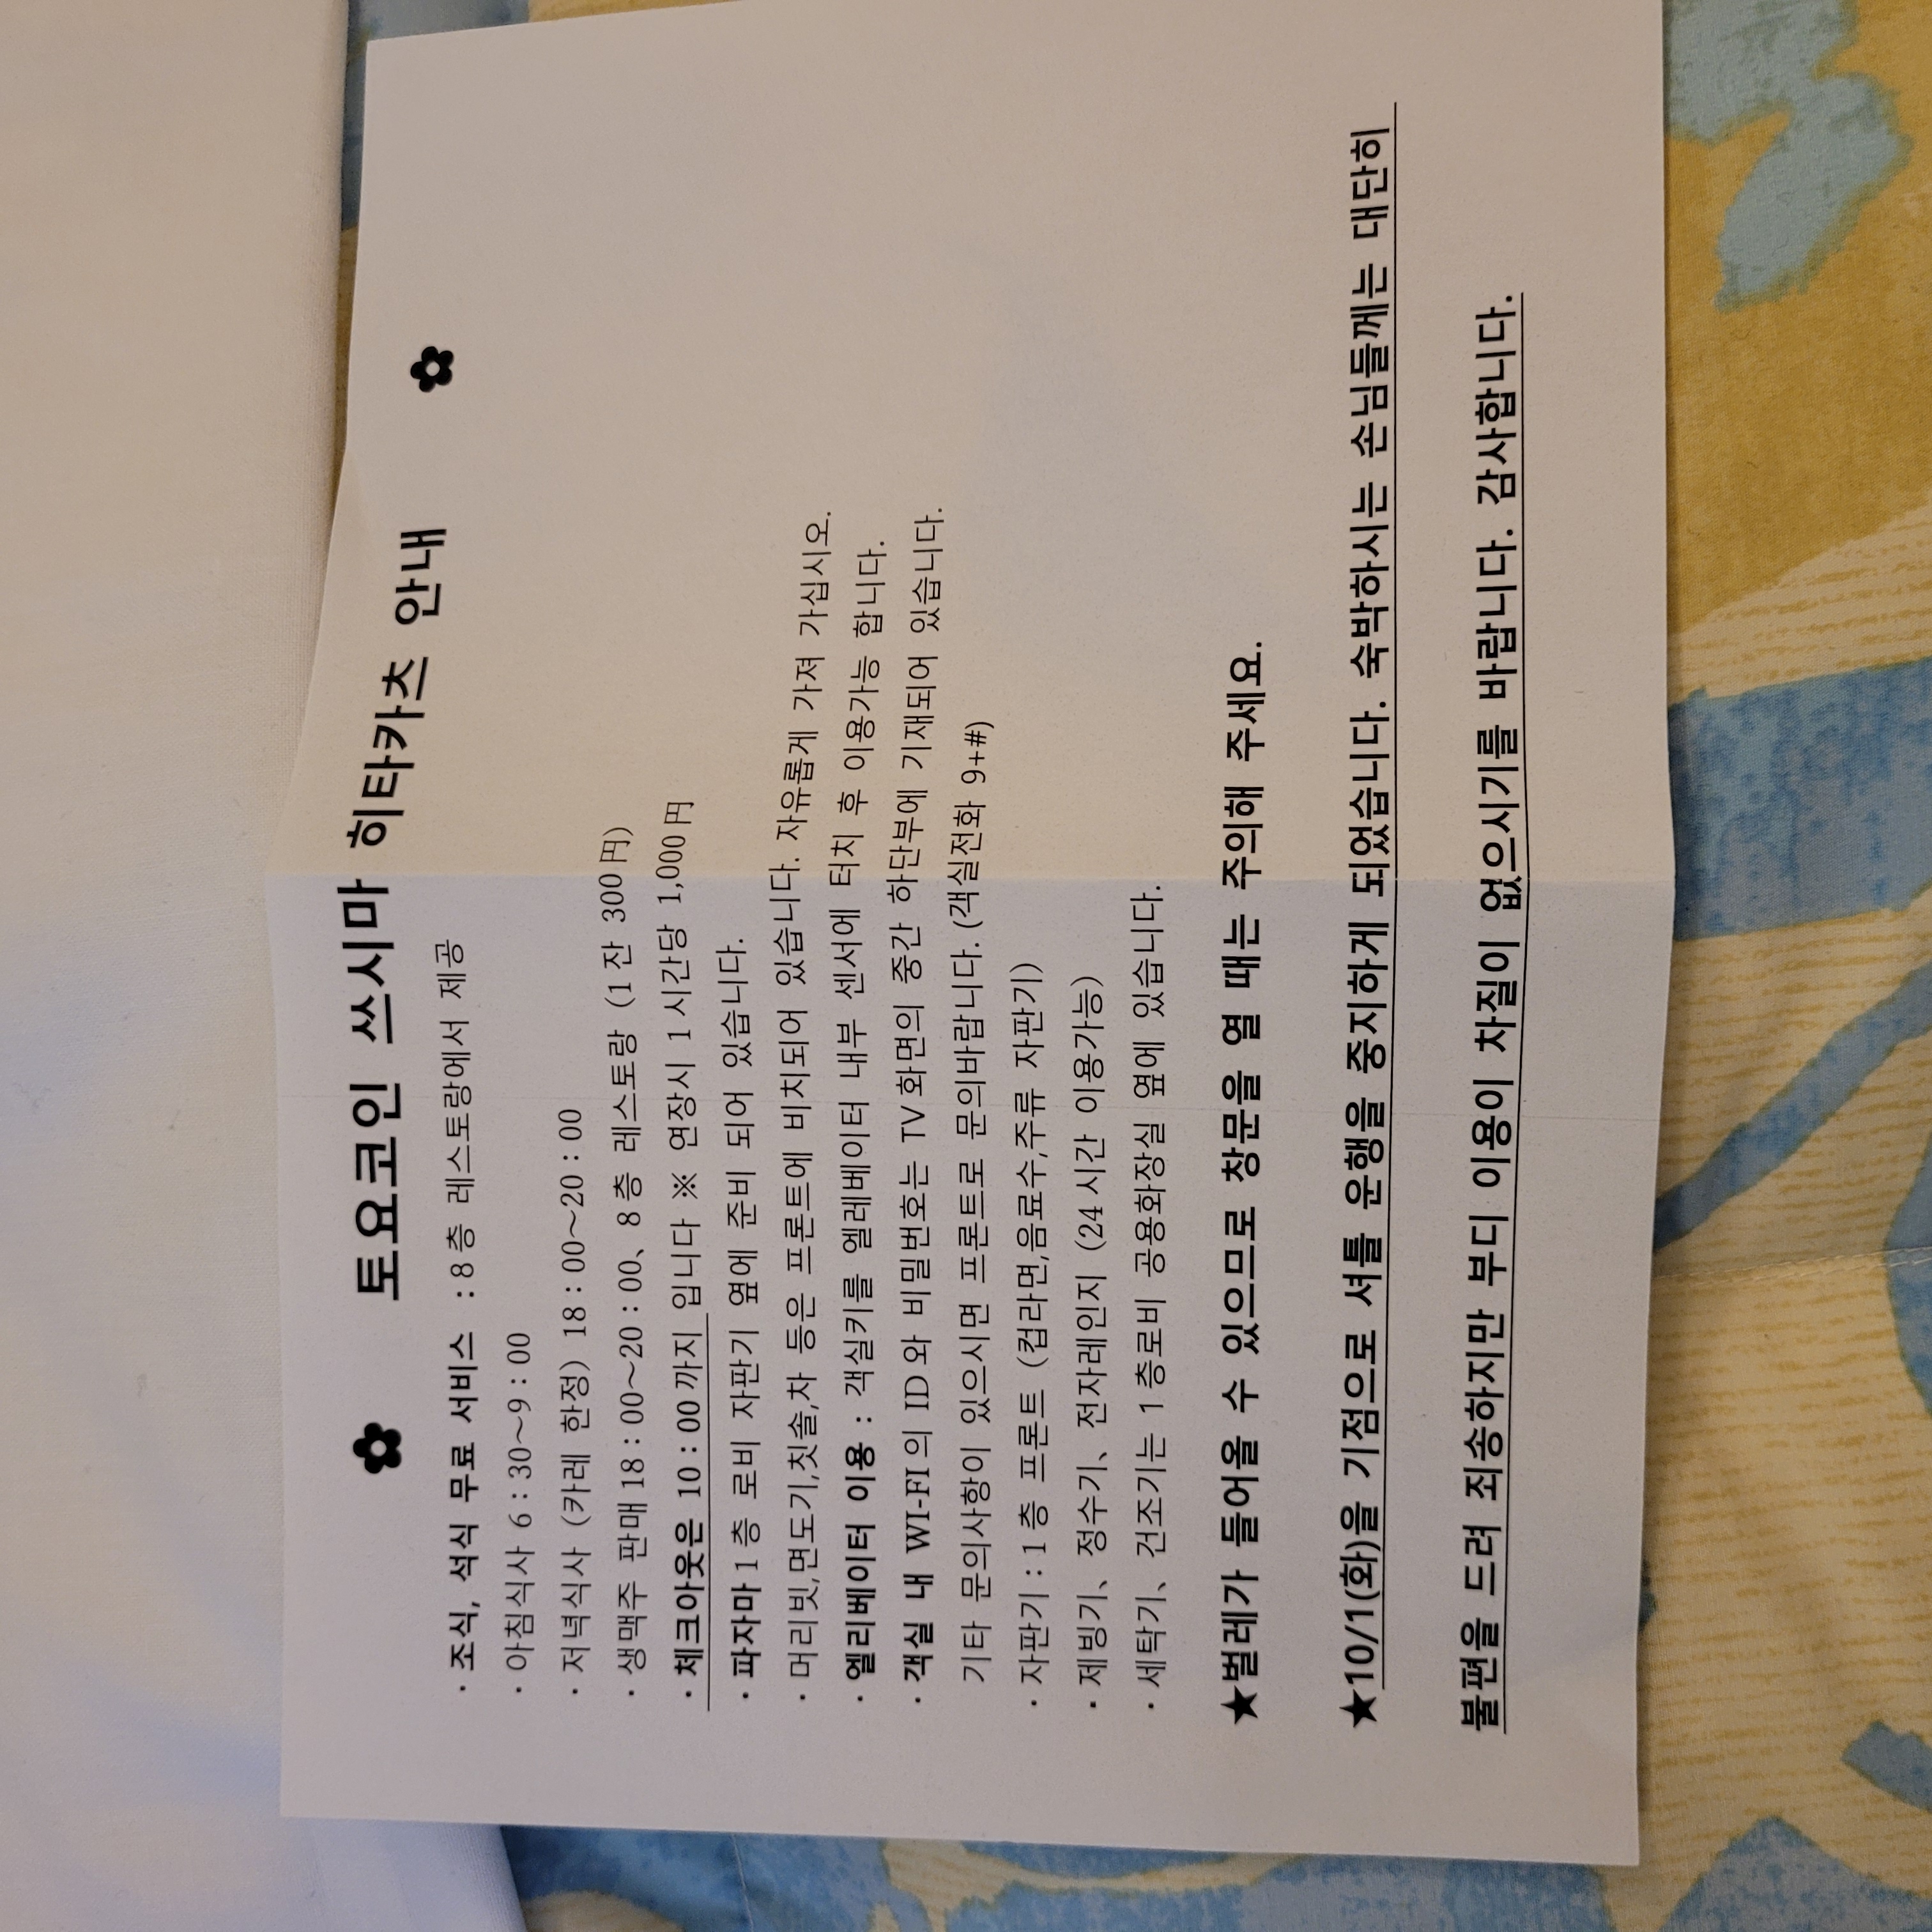 ✿ 토요코인 쓰시마 히타카츠 안내 ✿
・조식, 석식 무료 서비스 : 8층 레스토랑에서 제공
・아침식사 6:30~9:00
・저녁식사 (카레 한정) 18:00~20:00
・생맥주 판매 18:00~20:00、8층 레스토랑 (1잔 300円)
・체크아웃은 10:00까지 입니다 ※ 연장시 1시간당 1,000円
・파자마 1층 로비 자판기 옆에 준비 되어 있습니다.
・머리빗,면도기,칫솔,차 등은 프론트에 비치되어 있습니다. 자유롭게 가져 가십시오.
・엘리베이터 이용 : 객실키를 엘레베이터 내부 센서에 터치 후 이용가능 합니다.
・객실 내 WI-FI의 ID와 비밀번호는 TV화면의 중간 하단부에 기재되어 있습니다.
기타 문의사항이 있으시면 프론트로 문의바랍니다. (객실전화 9+#)
・자판기 : 1층 프론트 (컵라면,음료수,주류 자판기)
・제빙기、정수기、전자레인지 (24시간 이용가능)
・세탁기、건조기는 1층로비 공용화장실 옆에 있습니다.
★벌레가 들어올 수 있으므로 창문을 열 때는 주의해 주세요.
★10/1(화)을 기점으로 셔틀 운행을 중지하게 되었습니다. 숙박하시는 손님들께는 대단히
불편을 드려 죄송하지만 부디 이용이 차질이 없으시기를 바랍니다. 감사합니다.